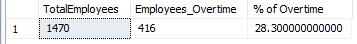 TotalEmployees Employees_Overtime % of Overtime
1 1470 416 28.300000000000